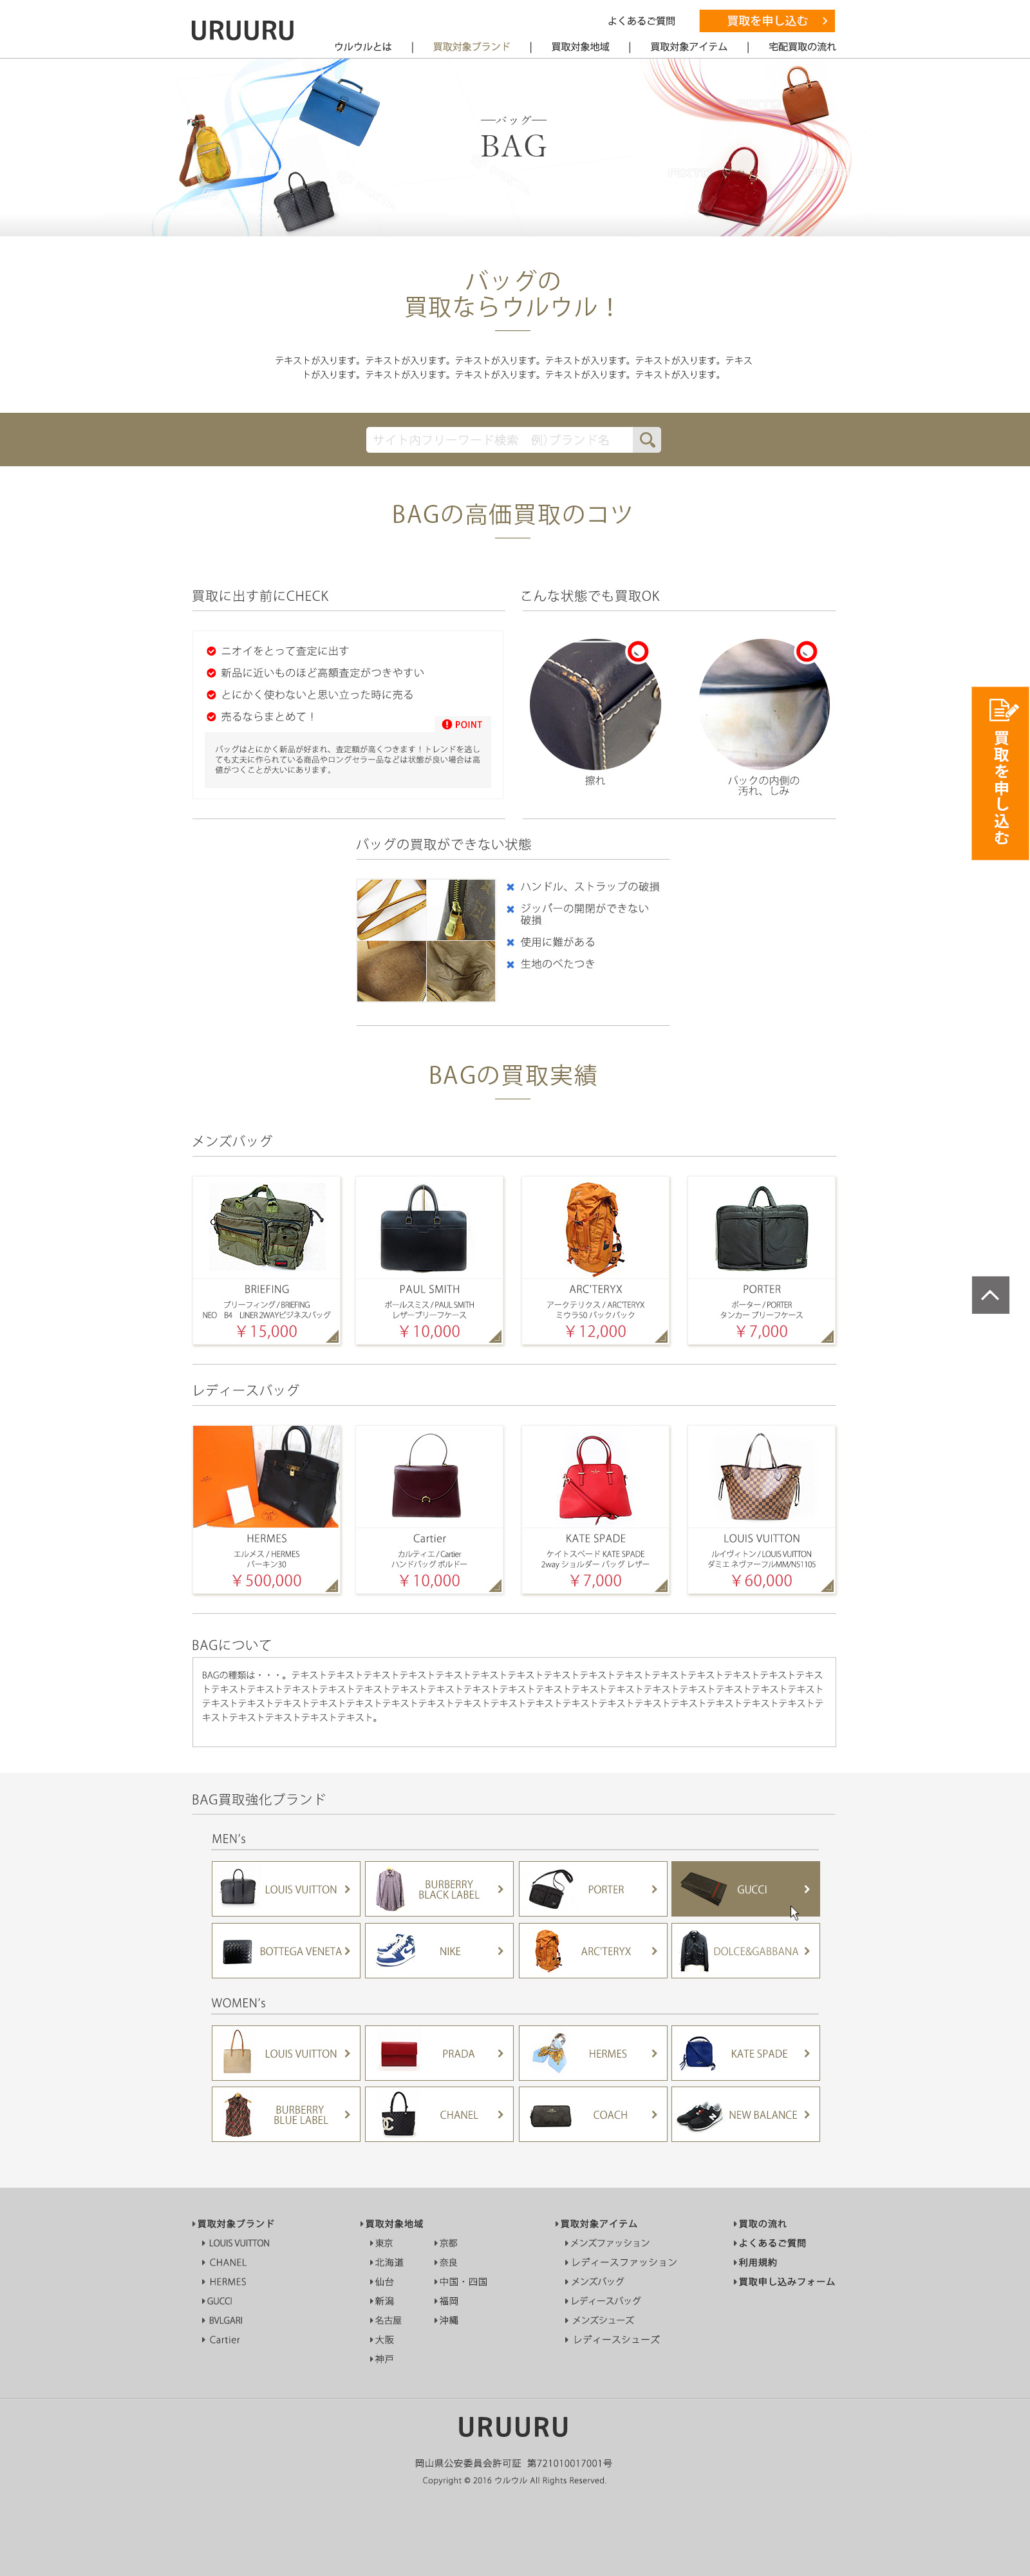 URUURU
よくあるご質問
買取を申し込む
ウルウルとは | 買取対象ブランド | 買取対象地域 | 買取対象アイテム | 宅配買取の流れ
―バッグ―
BAG
バッグの
買取ならウルウル！
テキストが入ります。テキストが入ります。テキストが入ります。テキストが入ります。テキストが入ります。テキス
トが入ります。テキストが入ります。テキストが入ります。テキストが入ります。テキストが入ります。
サイト内フリーワード検索　例)ブランド名
BAGの高価買取のコツ
買取に出す前にCHECK
ニオイをとって査定に出す
新品に近いものほど高額査定がつきやすい
とにかく使わないと思い立った時に売る
売るならまとめて！
POINT
バッグはとにかく新品が好まれ、査定額が高くつきます！トレンドを逃し
ても丈夫に作られている商品やロングセラー品などは状態が良い場合は高
値がつくことが大いにあります。
こんな状態でも買取OK
擦れ
バックの内側の
汚れ、しみ
買取を申し込む
バッグの買取ができない状態
ハンドル、ストラップの破損
ジッパーの開閉ができない
破損
使用に難がある
生地のべたつき
BAGの買取実績
メンズバッグ
BRIEFING
ブリーフィング / BRIEFING
NEO　B4　LINER 2WAYビジネスバッグ
￥15,000
PAUL SMITH
ポールスミス / PAUL SMITH
レザーブリーフケース
￥10,000
ARC'TERYX
アークテリクス / ARC'TERYX
ミウラ50 バックパック
￥12,000
PORTER
ポーター / PORTER
タンカー ブリーフケース
￥7,000
レディースバッグ
HERMES
エルメス / HERMES
バーキン30
￥500,000
Cartier
カルティエ / Cartier
ハンドバッグ ボルドー
￥10,000
KATE SPADE
ケイトスペード KATE SPADE
2way ショルダー バッグ レザー
￥7,000
LOUIS VUITTON
ルイヴィトン / LOUIS VUITTON
ダミエ ネヴァーフルMM/N51105
￥60,000
BAGについて
BAGの種類は・・・。テキストテキストテキストテキストテキストテキストテキストテキストテキストテキストテキストテキストテキストテキストテキス
トテキストテキストテキストテキストテキストテキストテキストテキストテキストテキストテキストテキストテキストテキストテキストテキストテキスト
テキストテキストテキストテキストテキストテキストテキストテキストテキストテキストテキストテキストテキストテキストテキストテキストテキストテ
キストテキストテキストテキストテキスト。
BAG買取強化ブランド
MEN’s
LOUIS VUITTON
BURBERRY
BLACK LABEL
PORTER
GUCCI
BOTTEGA VENETA
NIKE
ARC'TERYX
DOLCE&GABBANA
WOMEN’s
LOUIS VUITTON
PRADA
HERMES
KATE SPADE
BURBERRY
BLUE LABEL
CHANEL
COACH
NEW BALANCE
買取対象ブランド
LOUIS VUITTON
CHANEL
HERMES
GUCCI
BVLGARI
Cartier
買取対象地域
東京
北海道
仙台
新潟
名古屋
大阪
神戸
京都
奈良
中国・四国
福岡
沖縄
買取対象アイテム
メンズファッション
レディースファッション
メンズバッグ
レディースバッグ
メンズシューズ
レディースシューズ
買取の流れ
よくあるご質問
利用規約
買取申し込みフォーム
URUURU
岡山県公安委員会許可証 第721010017001号
Copyright © 2016 ウルウル All Rights Reserved.